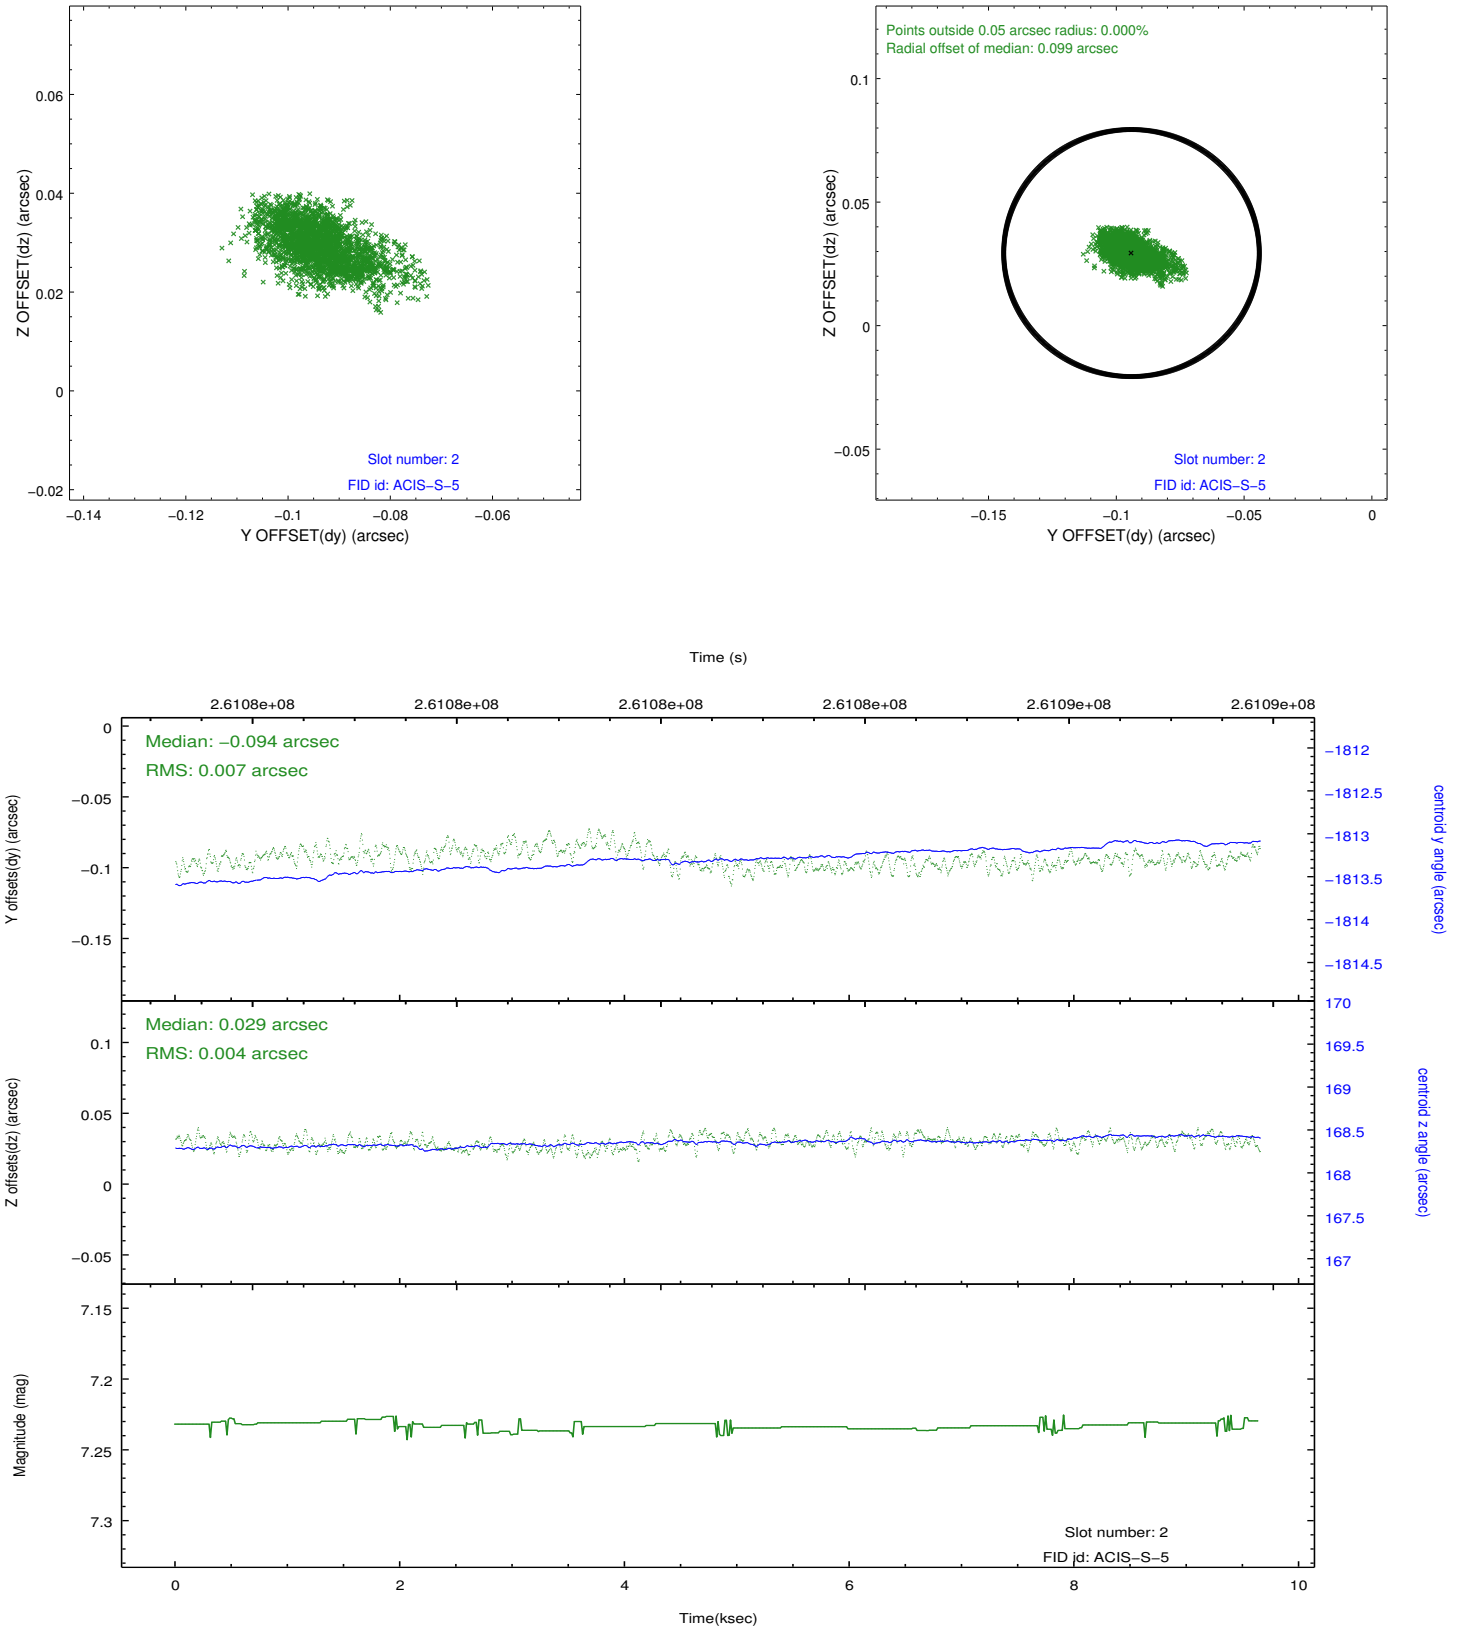 0.06
0.04
0.02
0
−0.02
Z OFFSET(dz) (arcsec)
Slot number: 2
FID id: ACIS−S−5
−0.14 −0.12 −0.1 −0.08 −0.06
Y OFFSET(dy) (arcsec)
Points outside 0.05 arcsec radius: 0.000%
Radial offset of median: 0.099 arcsec
0.1
0.05
0
−0.05
Z OFFSET(dz) (arcsec)
Slot number: 2
FID id: ACIS−S−5
−0.15 −0.1 −0.05 0
Y OFFSET(dy) (arcsec)
Time (s)
2.6108e+08 2.6108e+08 2.6108e+08 2.6108e+08 2.6109e+08 2.6109e+08
Median: −0.094 arcsec
RMS: 0.007 arcsec
0
−0.05
−0.1
−0.15
Y offsets(dy) (arcsec)
−1812
−1812.5
−1813
−1813.5
−1814
−1814.5
centroid y angle (arcsec)
Median: 0.029 arcsec
RMS: 0.004 arcsec
0.1
0.05
0
−0.05
Z offsets(dz) (arcsec)
170
169.5
169
168.5
168
167.5
167
centroid z angle (arcsec)
7.15
7.2
7.25
7.3
Magnitude (mag)
Slot number: 2
FID id: ACIS−S−5
0 2 4 6 8 10
Time(ksec)